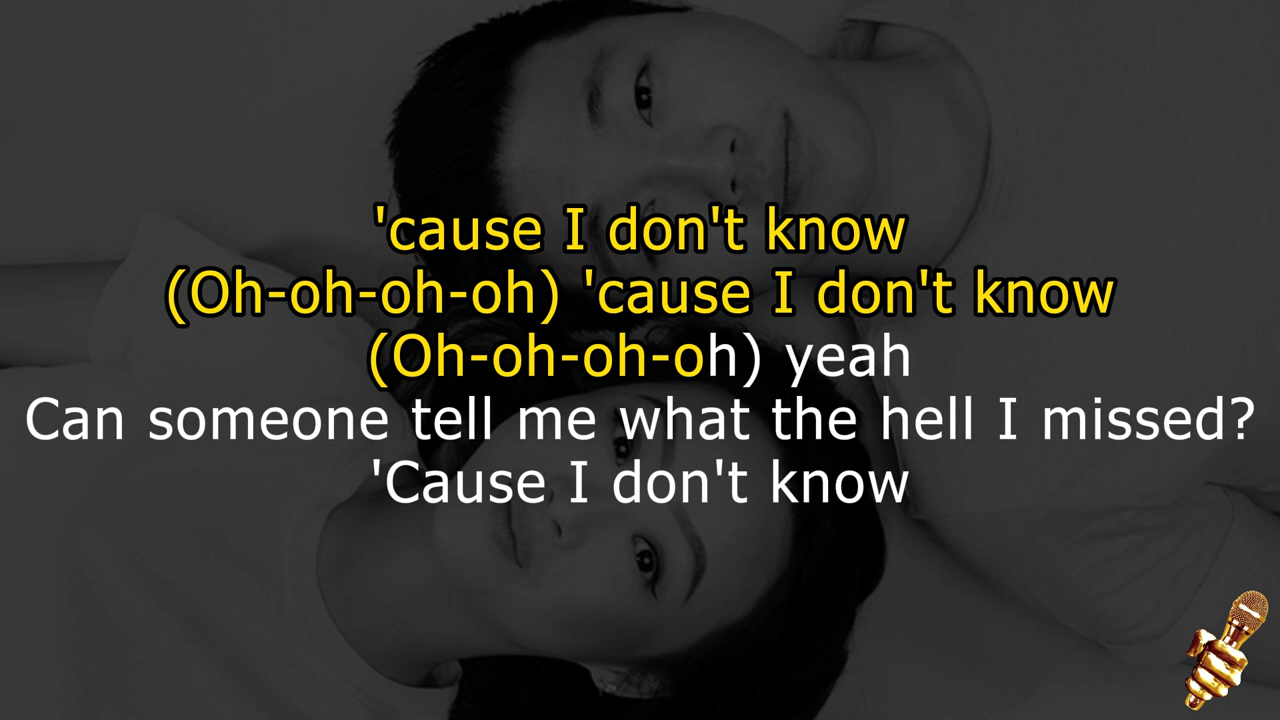 'cause I don't know
(Oh-oh-oh-oh) 'cause I don't know
(Oh-oh-oh-oh) yeah
Can someone tell me what the hell I missed?
'Cause I don't know